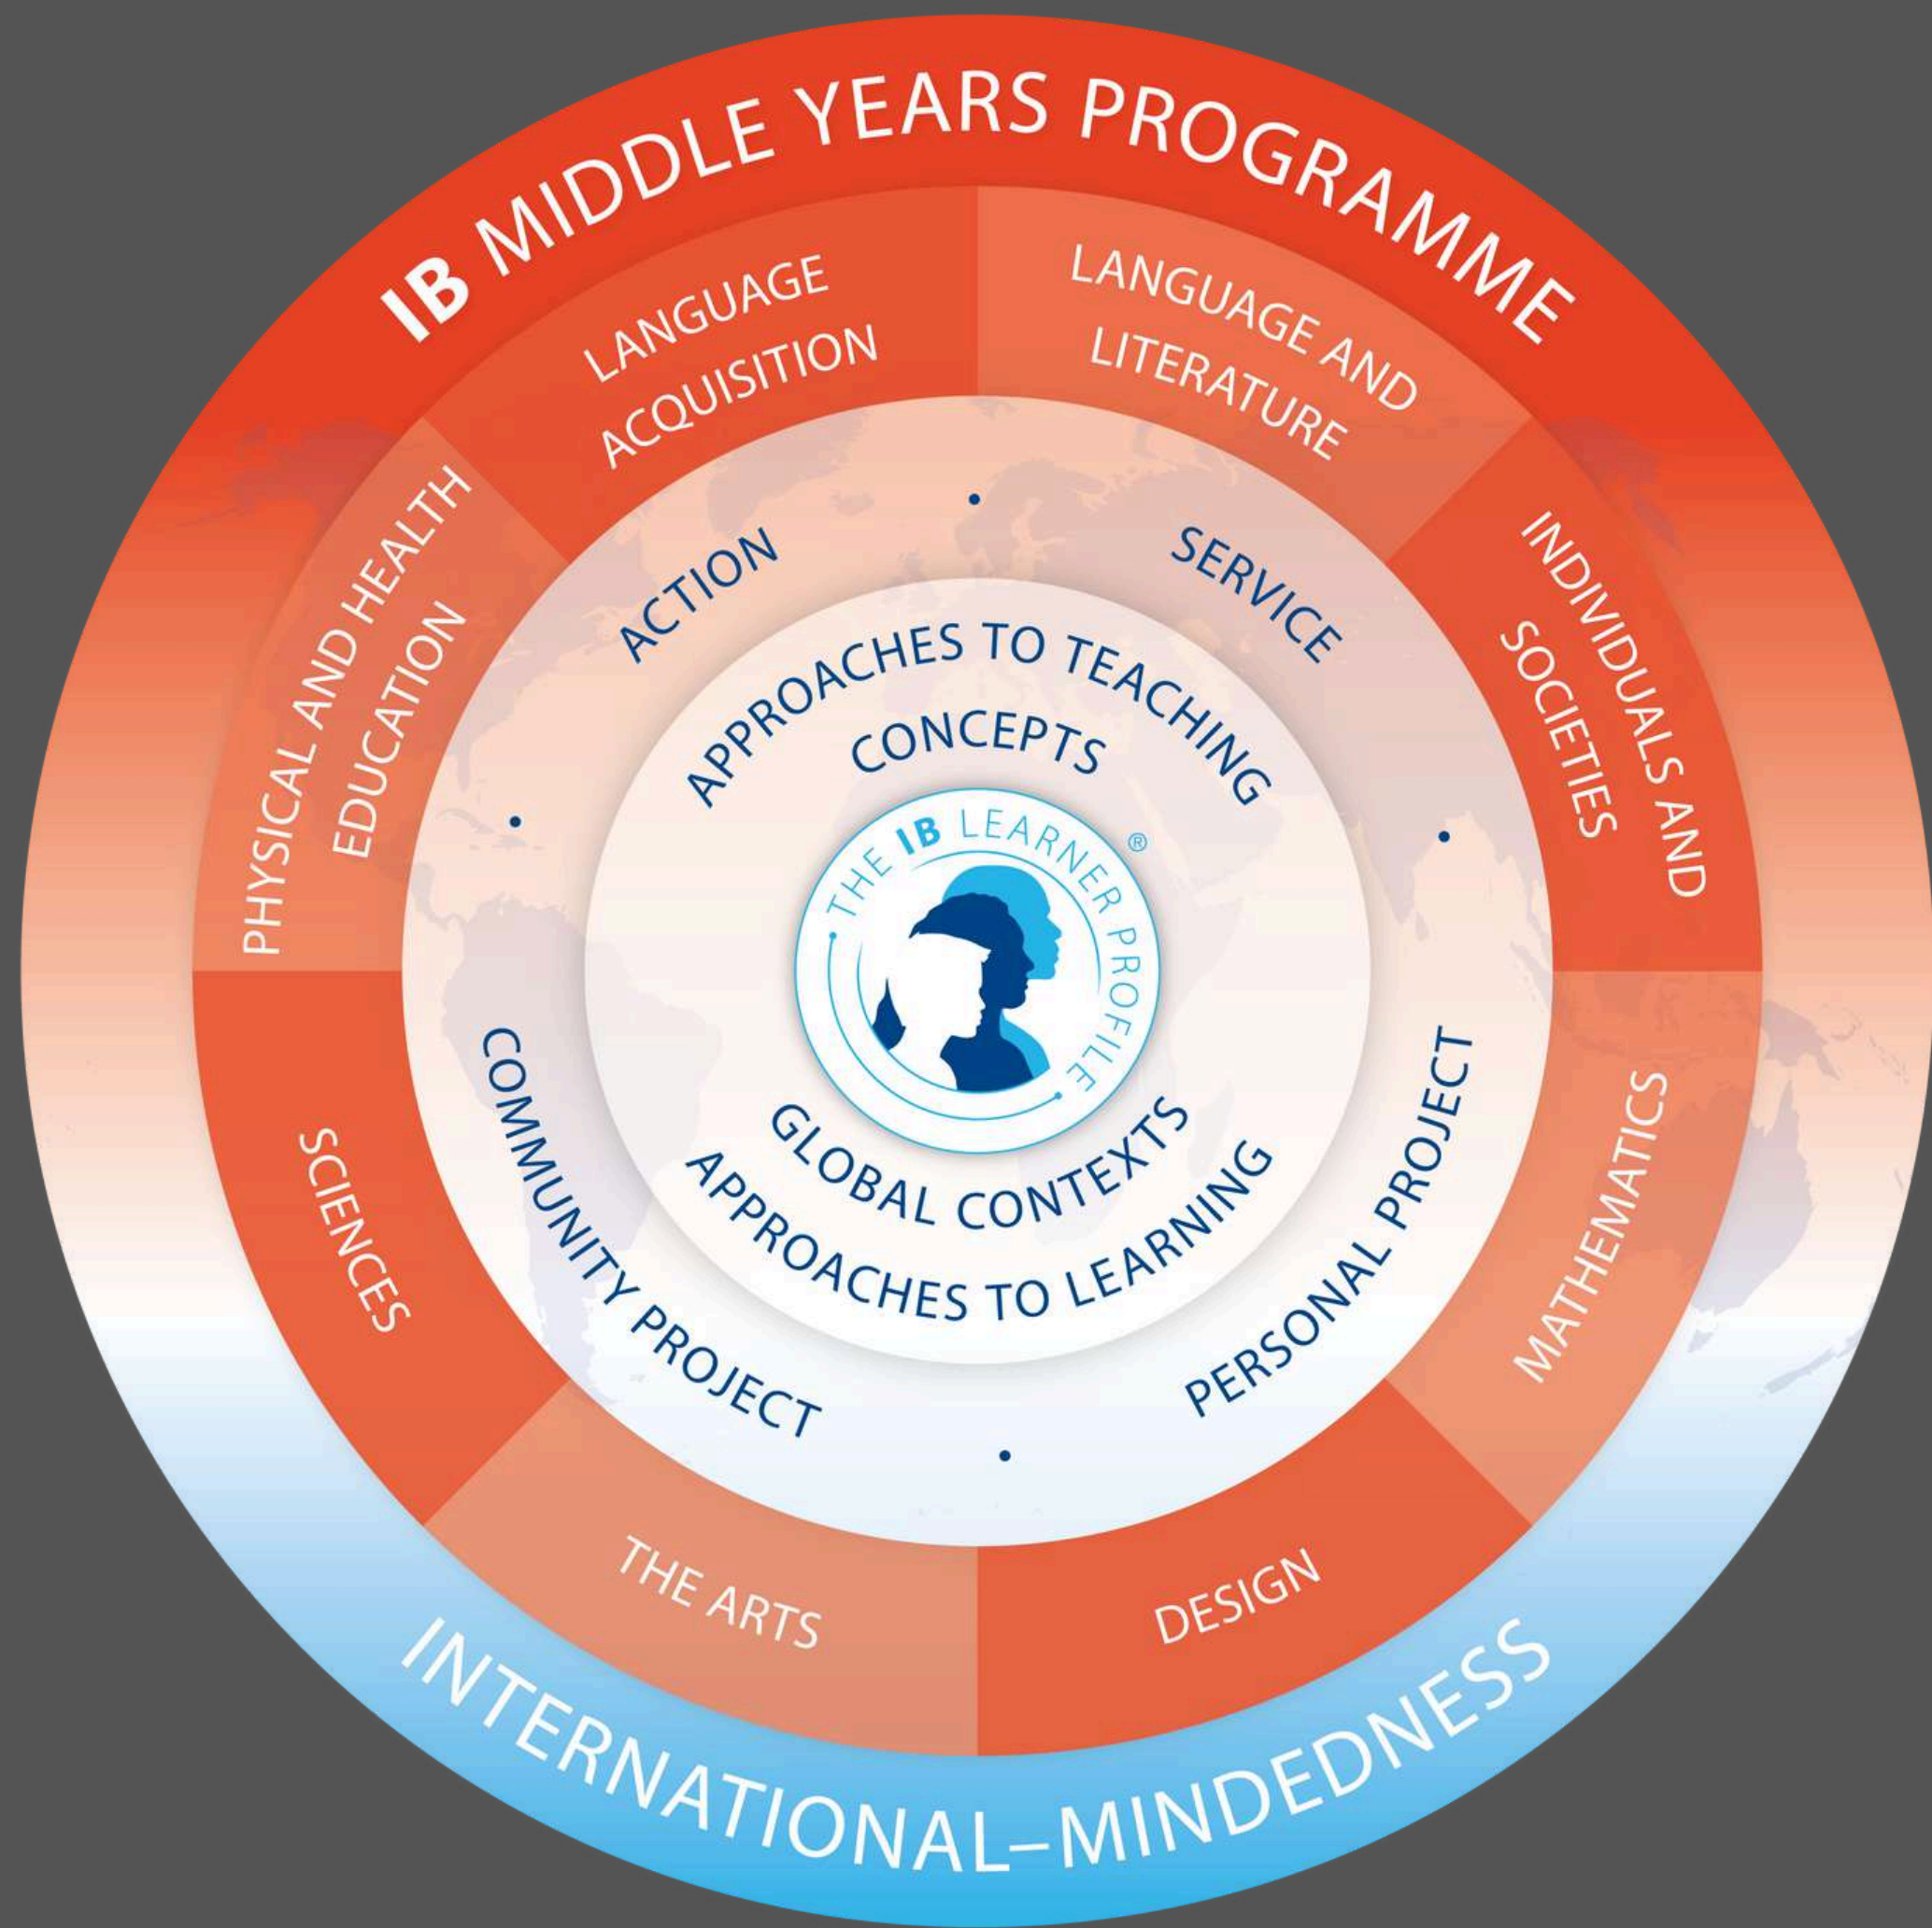 IB MIDDLE YEARS PROGRAMME
LANGUAGE
ACQUISITION
LANGUAGE AND
LITERATURE
INDIVIDUALS AND
SOCIETIES
MATHEMATICS
DESIGN
THE ARTS
SCIENCES
PHYSICAL AND HEALTH
EDUCATION
ACTION
SERVICE
PERSONAL PROJECT
COMMUNITY PROJECT
APPROACHES TO TEACHING
CONCEPTS
THE IB LEARNER PROFILE
®
GLOBAL CONTEXTS
APPROACHES TO LEARNING
INTERNATIONAL–MINDEDNESS